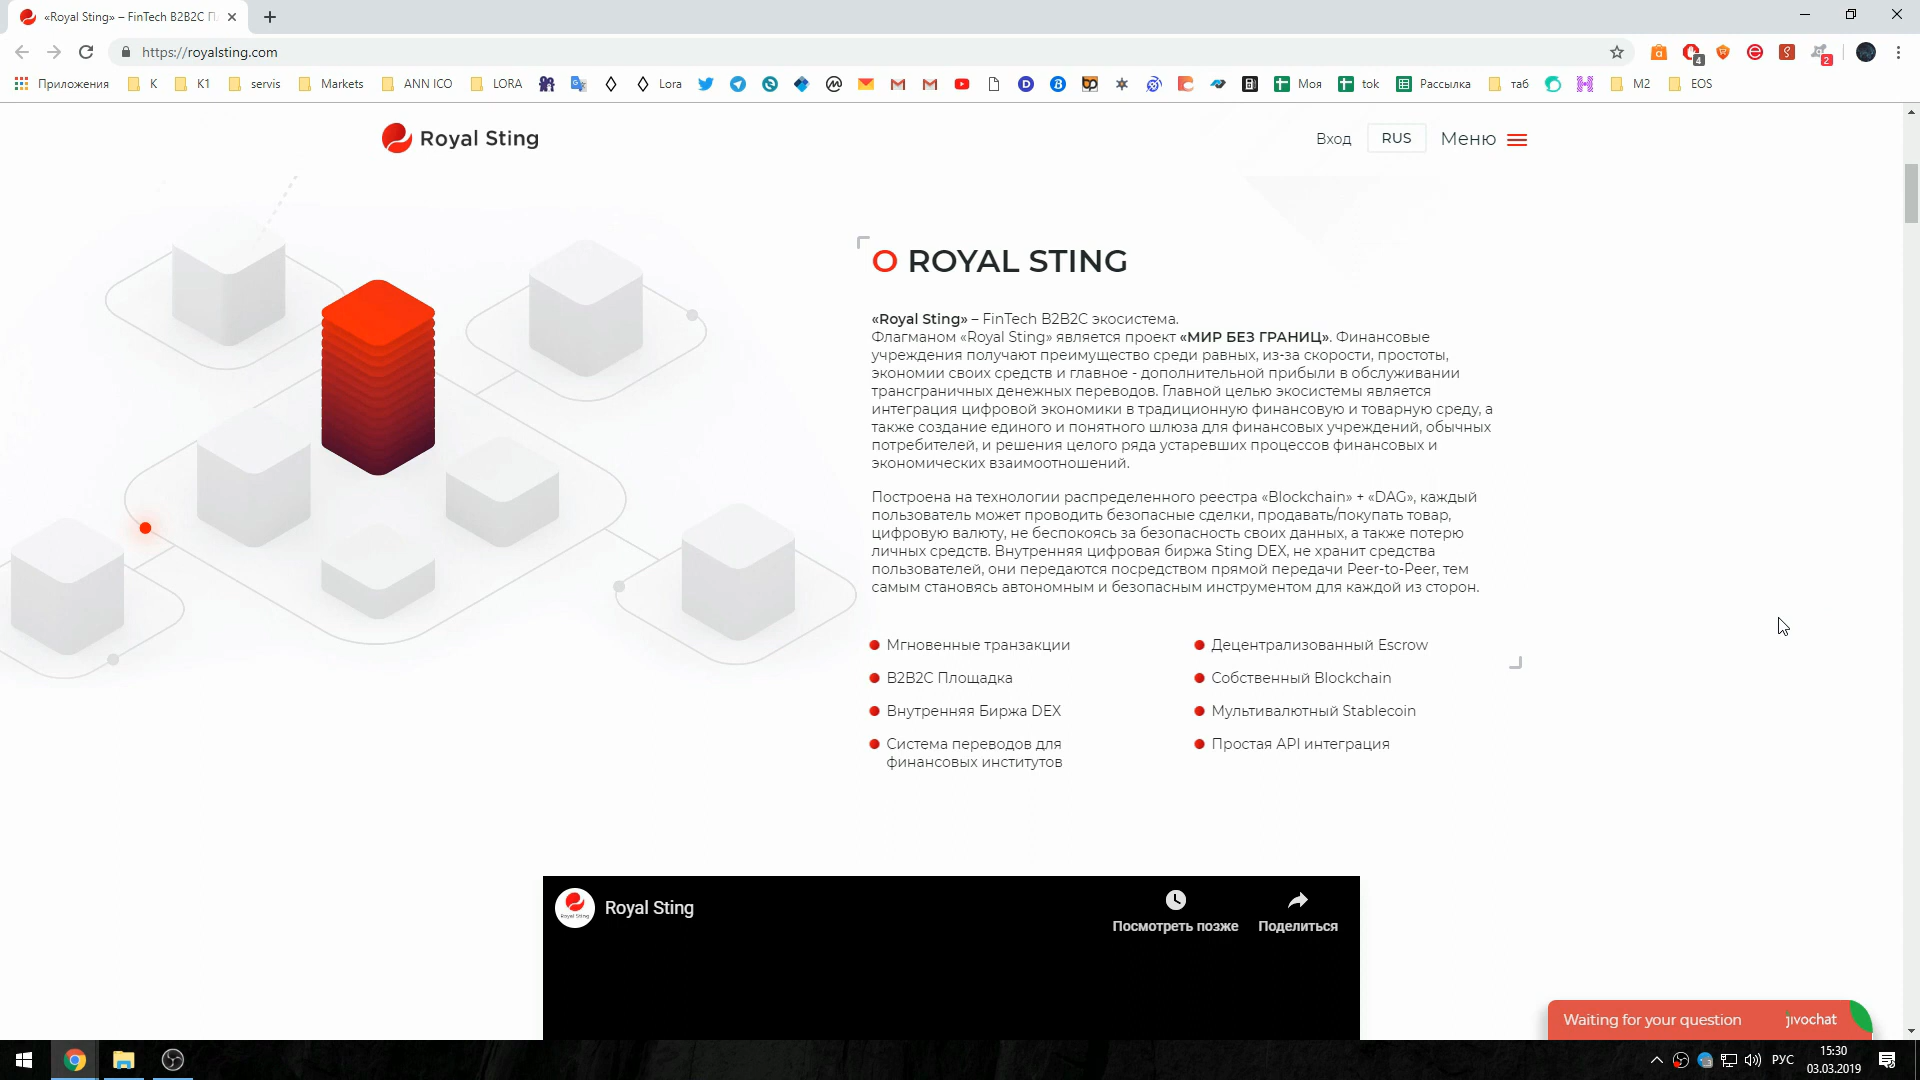 «Royal Sting» – FinTech B2B2C П
https://royalsting.com
4
2
Приложения
K
K1
servis
Markets
ANN ICO
LORA
Lora
Моя
tok
Рассылка
таб
M2
EOS
Royal Sting
Вход
RUS
Меню
О ROYAL STING
«Royal Sting» – FinTech B2B2C экосистема.
Флагманом «Royal Sting» является проект «МИР БЕЗ ГРАНИЦ». Финансовые
учреждения получают преимущество среди равных, из-за скорости, простоты,
экономии своих средств и главное - дополнительной прибыли в обслуживании
трансграничных денежных переводов. Главной целью экосистемы является
интеграция цифровой экономики в традиционную финансовую и товарную среду, а
также создание единого и понятного шлюза для финансовых учреждений, обычных
потребителей, и решения целого ряда устаревших процессов финансовых и
экономических взаимоотношений.
Построена на технологии распределенного реестра «Blockchain» + «DAG», каждый
пользователь может проводить безопасные сделки, продавать/покупать товар,
цифровую валюту, не беспокоясь за безопасность своих данных, а также потерю
личных средств. Внутренняя цифровая биржа Sting DEX, не хранит средства
пользователей, они передаются посредством прямой передачи Peer-to-Peer, тем
самым становясь автономным и безопасным инструментом для каждой из сторон.
Мгновенные транзакции
B2B2C Площадка
Внутренняя Биржа DEX
Система переводов для
финансовых институтов
Децентрализованный Escrow
Собственный Blockchain
Мультивалютный Stablecoin
Простая API интеграция
Royal Sting
Royal Sting
Посмотреть позже
Поделиться
Waiting for your question
jivochat
РУС
15:30
03.03.2019